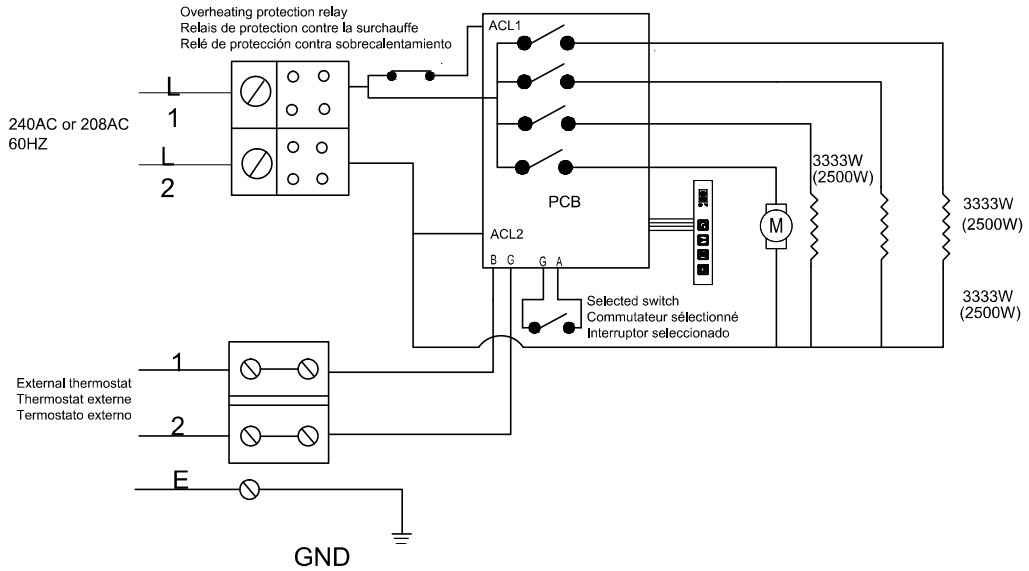 Overheating protection relay
Relais de protection contre la surchauffe
Relé de protección contra sobrecalentamiento
ACL1
L
1
240AC or 208AC
60HZ
L
2
3333W
(2500W)
PCB
3333W
(2500W)
M
ACL2
B G G A
Selected switch
Commutateur sélectionné
Interruptor seleccionado
3333W
(2500W)
1
External thermostat
Thermostat externe
Termostato externo
2
E
GND